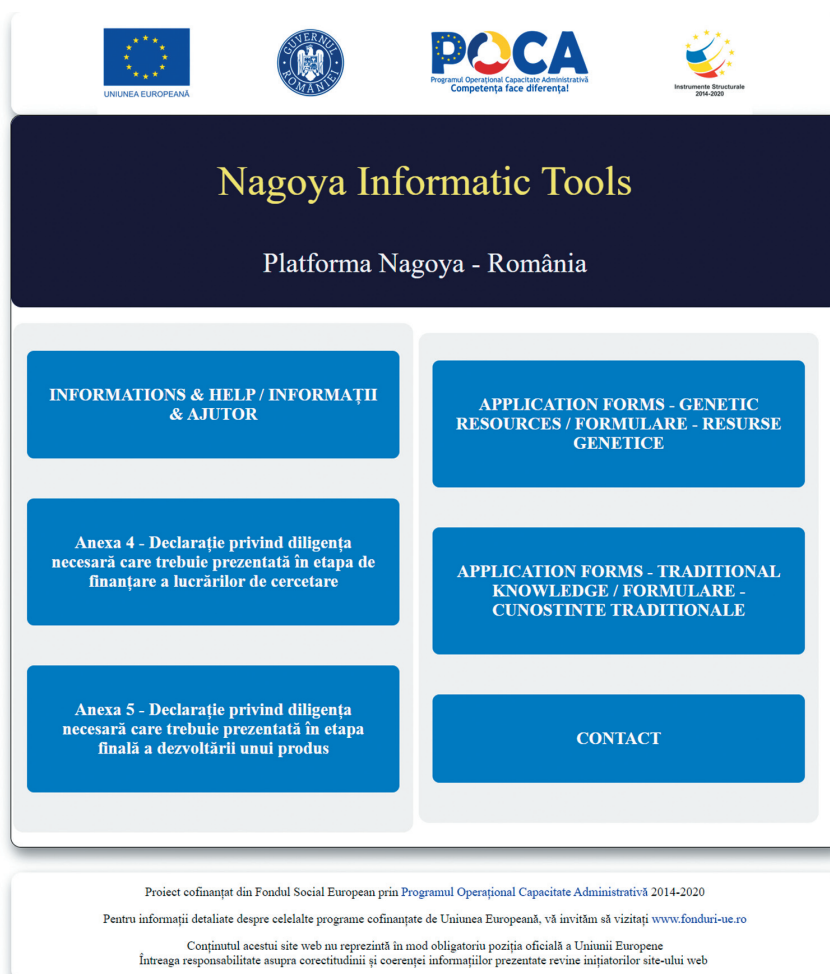 UNIUNEA EUROPEANĂ
GUVERNUL ROMÂNIEI
POCA
Programul Operațional Capacitate Administrativă
Competența face diferența!
Instrumente Structurale
2014-2020
Nagoya Informatic Tools
Platforma Nagoya - România
INFORMATIONS & HELP / INFORMAȚII
& AJUTOR
Anexa 4 - Declarație privind diligența
necesară care trebuie prezentată în etapa de
finanțare a lucrărilor de cercetare
Anexa 5 - Declarație privind diligența
necesară care trebuie prezentată în etapa
finală a dezvoltării unui produs
APPLICATION FORMS - GENETIC
RESOURCES / FORMULARE - RESURSE
GENETICE
APPLICATION FORMS - TRADITIONAL
KNOWLEDGE / FORMULARE -
CUNOSTINTE TRADITIONALE
CONTACT
Proiect cofinanțat din Fondul Social European prin Programul Operațional Capacitate Administrativă 2014-2020
Pentru informații detaliate despre celelalte programe cofinanțate de Uniunea Europeană, vă invităm să vizitați www.fonduri-ue.ro
Conținutul acestui site web nu reprezintă în mod obligatoriu poziția oficială a Uniunii Europene
Întreaga responsabilitate asupra corectitudinii și coerenței informațiilor prezentate revine inițiatorilor site-ului web